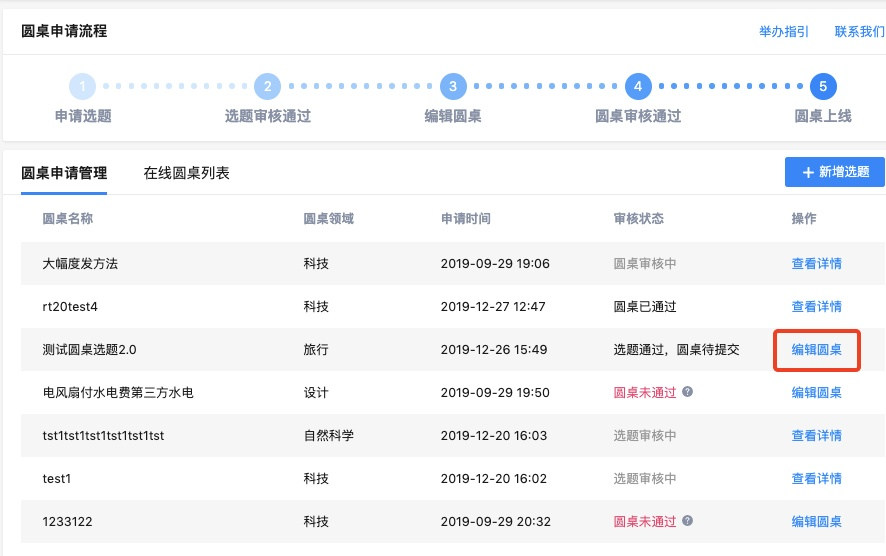 圆桌申请流程 举办指引 联系我们
1 2 3 4 5
申请选题 选题审核通过 编辑圆桌 圆桌审核通过 圆桌上线
圆桌申请管理 在线圆桌列表 + 新增选题
圆桌名称 圆桌领域 申请时间 审核状态 操作
大幅度发方法 科技 2019-09-29 19:06 圆桌审核中 查看详情
rt20test4 科技 2019-12-27 12:47 圆桌已通过 查看详情
测试圆桌选题2.0 旅行 2019-12-26 15:49 选题通过，圆桌待提交 编辑圆桌
电风扇付水电费第三方水电 设计 2019-09-29 19:50 圆桌未通过 ? 编辑圆桌
tst1tst1tst1tst1tst1tst 自然科学 2019-12-20 16:03 选题审核中 查看详情
test1 科技 2019-12-20 16:02 选题审核中 查看详情
1233122 科技 2019-09-29 20:32 圆桌未通过 ? 编辑圆桌